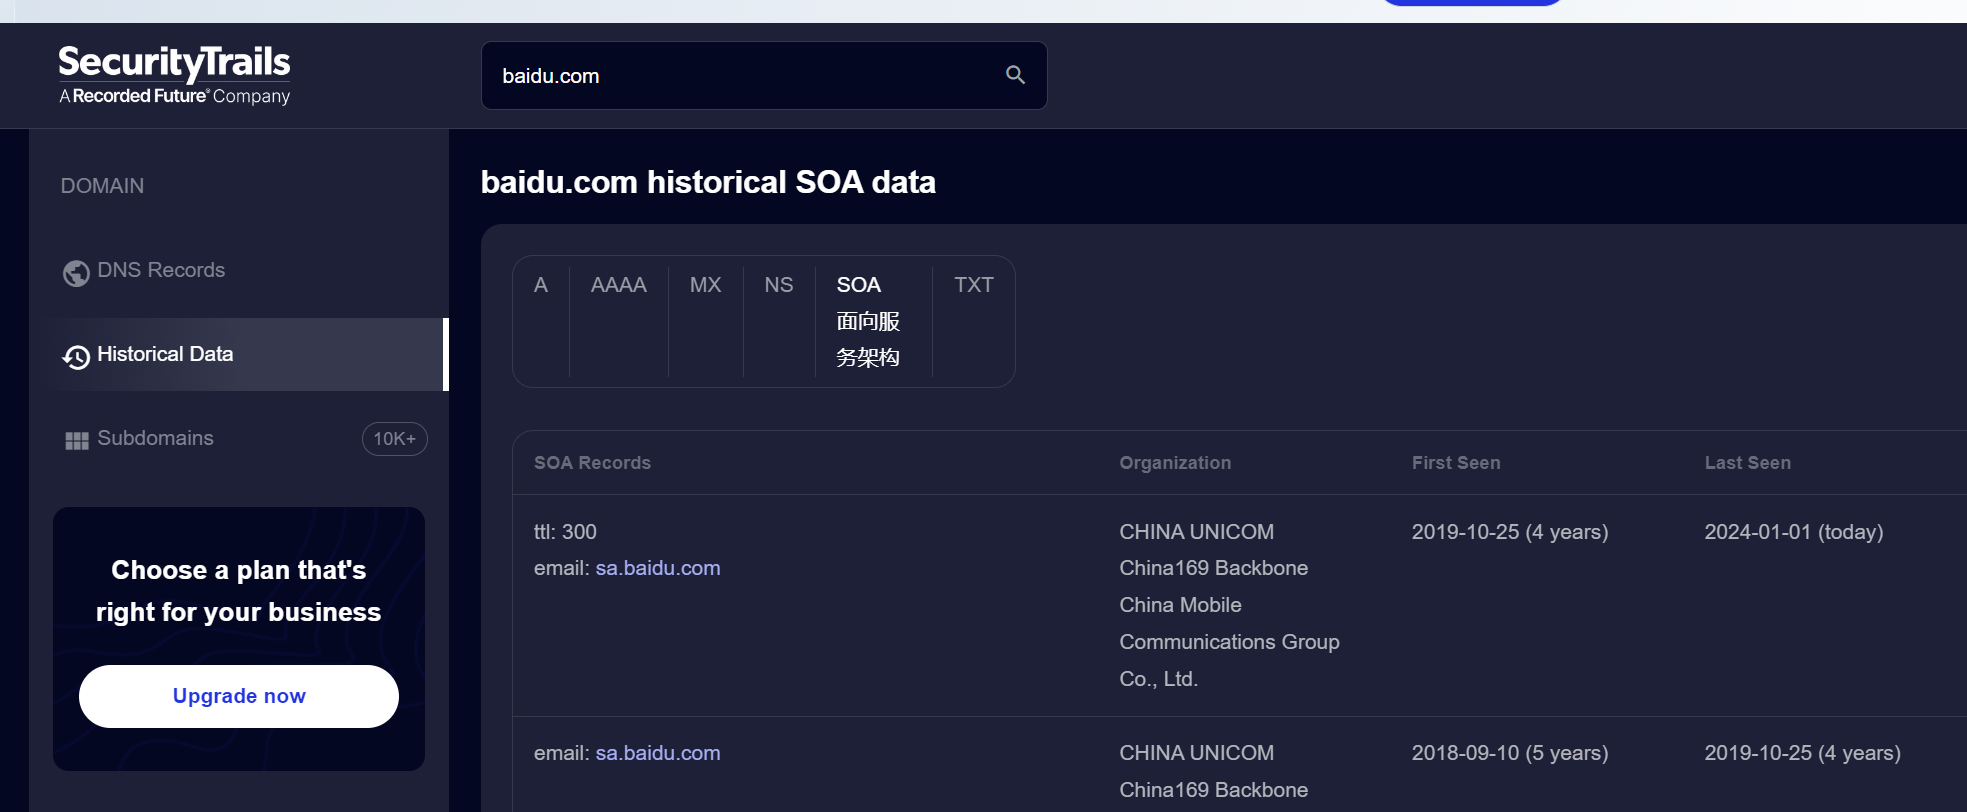 SecurityTrails
A Recorded Future® Company
baidu.com
DOMAIN
DNS Records
Historical Data
Subdomains 10K+
Choose a plan that's
right for your business
Upgrade now
baidu.com historical SOA data
A AAAA MX NS SOA TXT
面向服
务架构
SOA Records Organization First Seen Last Seen
ttl: 300 CHINA UNICOM 2019-10-25 (4 years) 2024-01-01 (today)
email: sa.baidu.com China169 Backbone
China Mobile
Communications Group
Co., Ltd.
email: sa.baidu.com CHINA UNICOM 2018-09-10 (5 years) 2019-10-25 (4 years)
China169 Backbone